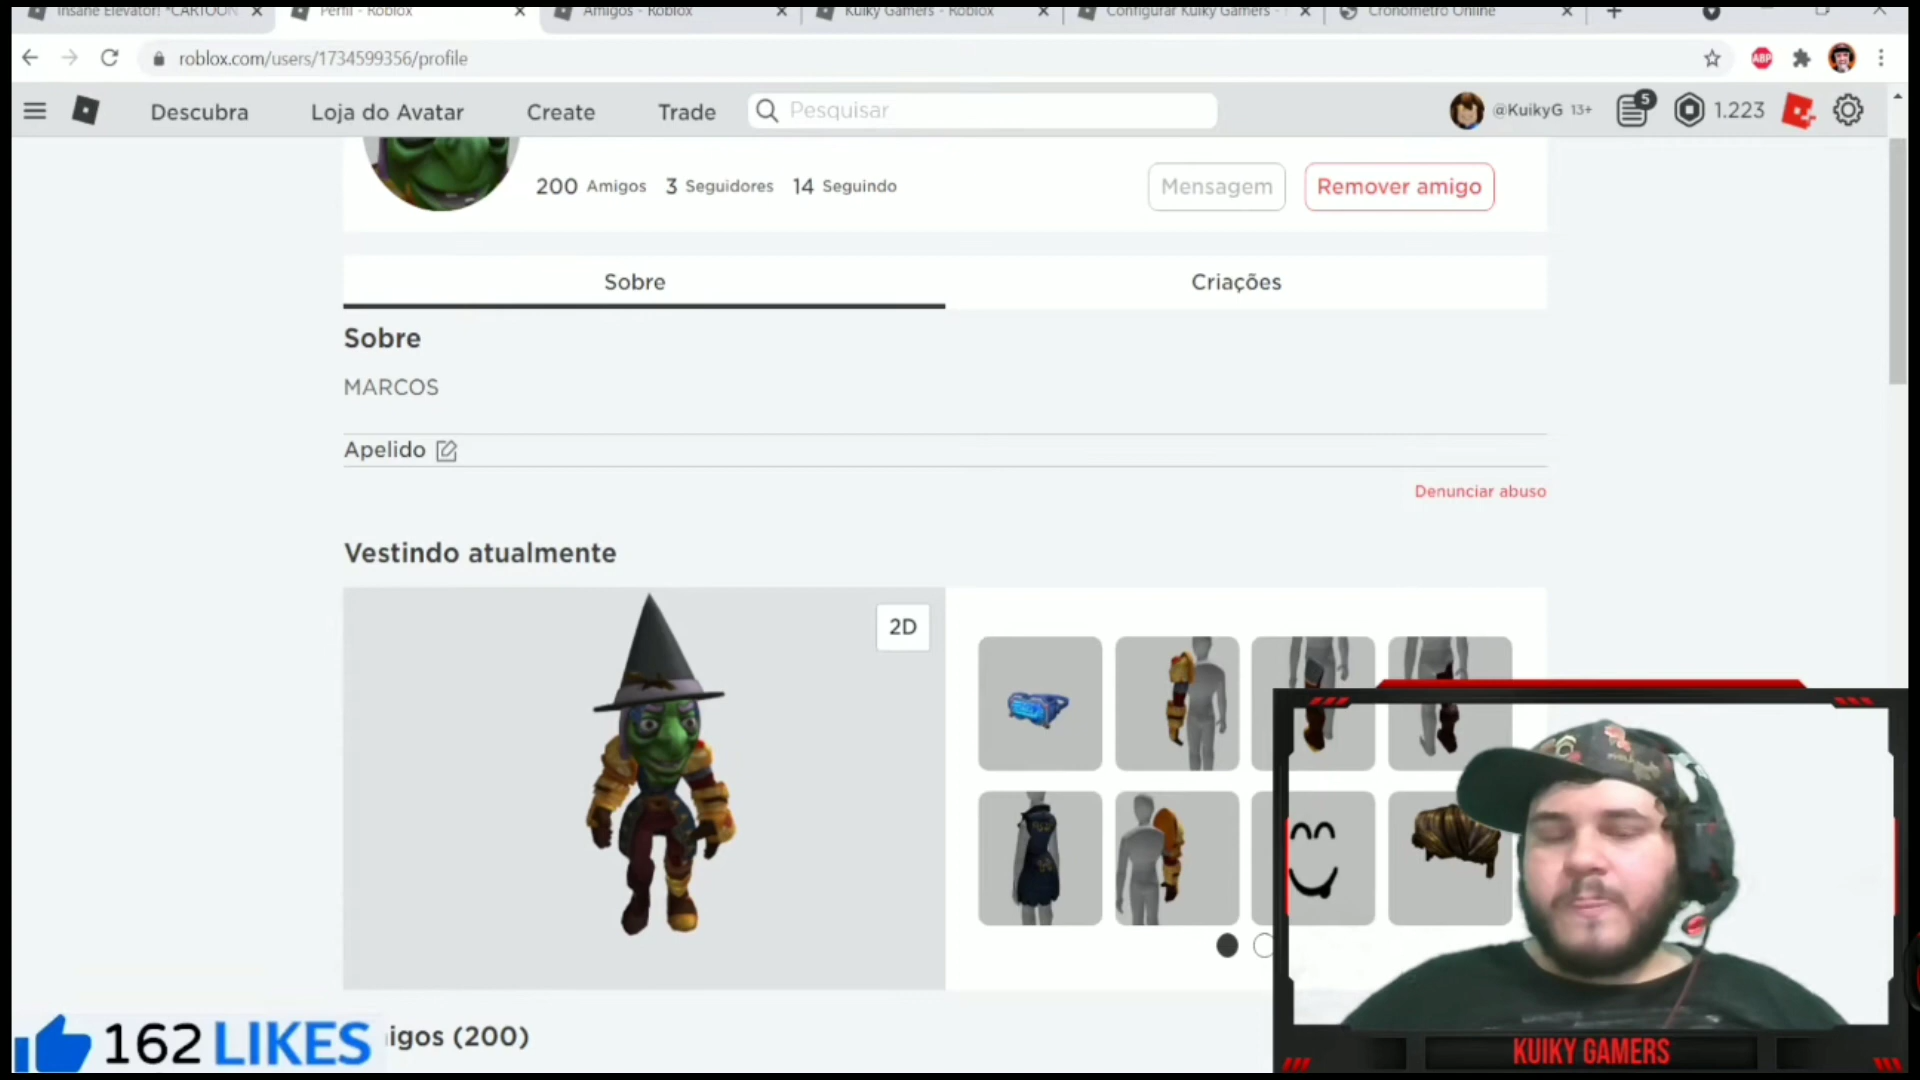 Insane Elevator! *CARTOON
Perfil - Roblox
Amigos - Roblox
Kuiky Gamers - Roblox
Configurar Kuiky Gamers -
Cronômetro Online
roblox.com/users/1734599356/profile
ABP
Descubra
Loja do Avatar
Create
Trade
Pesquisar
@KuikyG 13+
5
1.223
200 Amigos 3 Seguidores 14 Seguindo
Mensagem
Remover amigo
Sobre
Criações
Sobre
MARCOS
Apelido
Denunciar abuso
Vestindo atualmente
2D
162 LIKES
igos (200)
KUIKY GAMERS